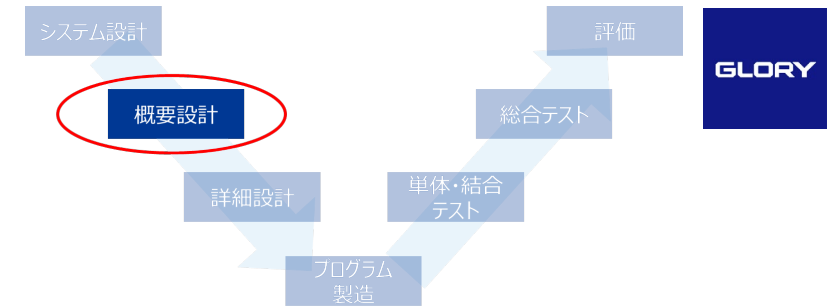 システム設計
評価
GLORY
概要設計
総合テスト
詳細設計
単体・結合
テスト
プログラム
製造